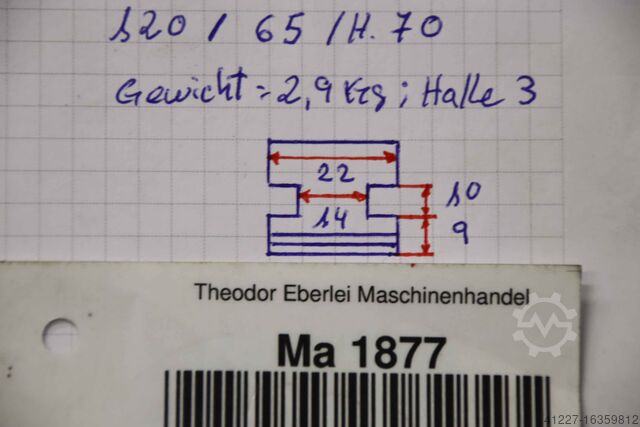 120 / 65 / H. 70
Gewicht = 2,9 Kg ; Halle 3
22
10
14
9
Theodor Eberlei Maschinenhandel
Ma 1877
41227-16359812